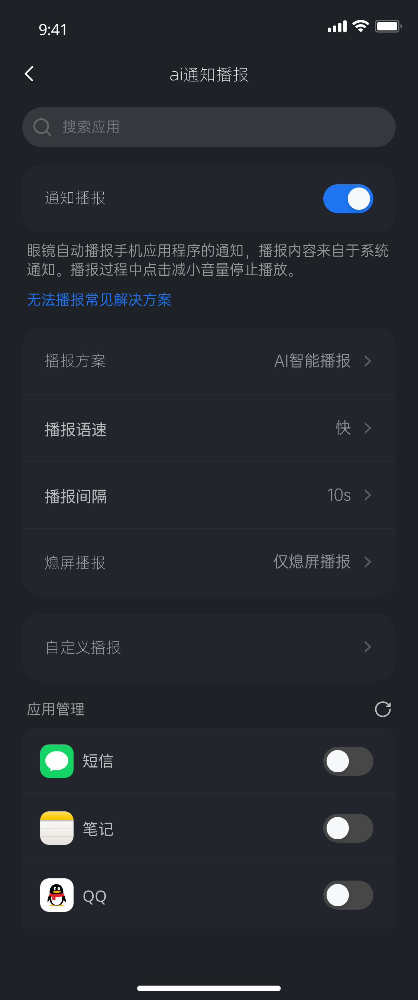 9:41
ai通知播报
搜索应用
通知播报
眼镜自动播报手机应用程序的通知，播报内容来自于系统
通知。播报过程中点击减小音量停止播放。
无法播报常见解决方案
播报方案 AI智能播报
播报语速 快
播报间隔 10s
熄屏播报 仅熄屏播报
自定义播报
应用管理
短信
笔记
QQ